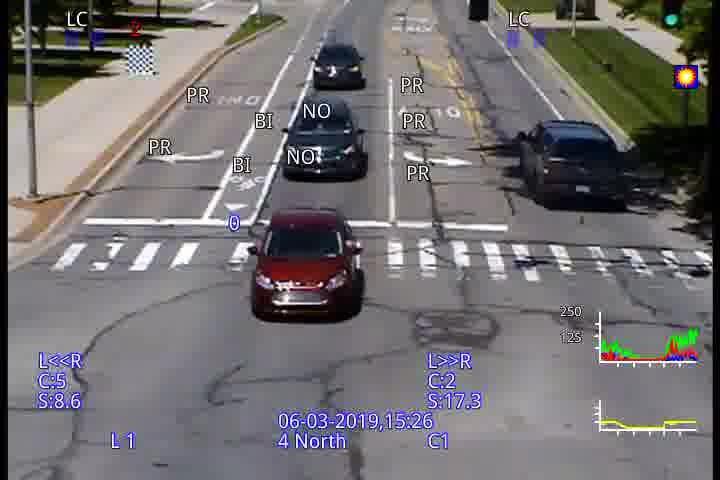 LC
LC
2
PR
PR
NO
BI
PR
PR
NO
BI
PR
0
250
125
L<<R
C:5
S:8.6
L>>R
C:2
S:17.3
06-03-2019,15:26
L 1
4 North
C1